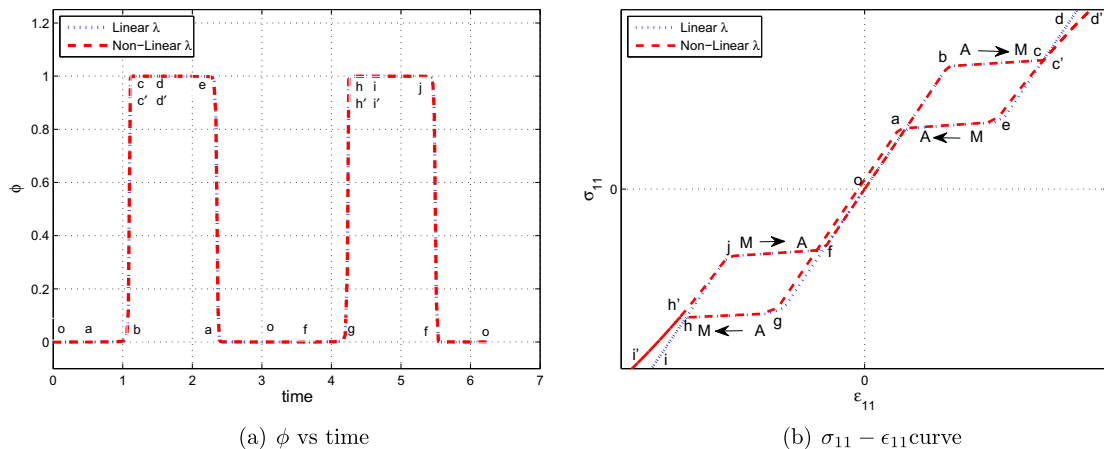 Linear λ
Non−Linear λ
1.2
1
0.8
0.6
0.4
0.2
0
ϕ
c d e
c′ d′
h i j
h′ i′
o a b a o f g f o
0 1 2 3 4 5 6 7
time
(a) ϕ vs time
Linear λ
Non−Linear λ
d d'
b A M c
c'
a
A M e
o
σ11
0
j M A f
h'
h M A g
i' i
0
ε11
(b) σ11 − ϵ11curve